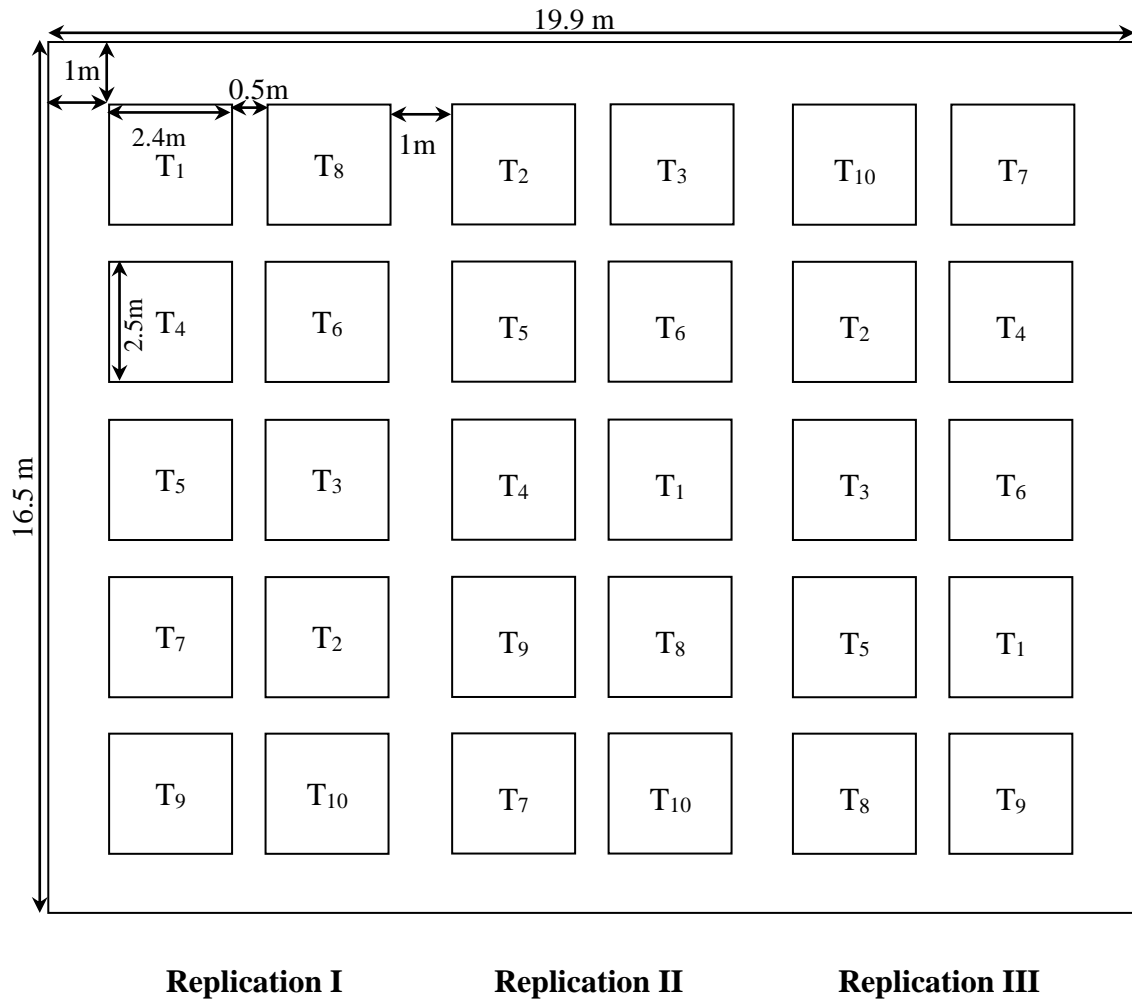 19.9 m
1m
0.5m
2.4m
1m
T₁ T₈ T₂ T₃ T₁₀ T₇
2.5m
T₄ T₆ T₅ T₆ T₂ T₄
16.5 m
T₅ T₃ T₄ T₁ T₃ T₆
T₇ T₂ T₉ T₈ T₅ T₁
T₉ T₁₀ T₇ T₁₀ T₈ T₉
Replication I Replication II Replication III